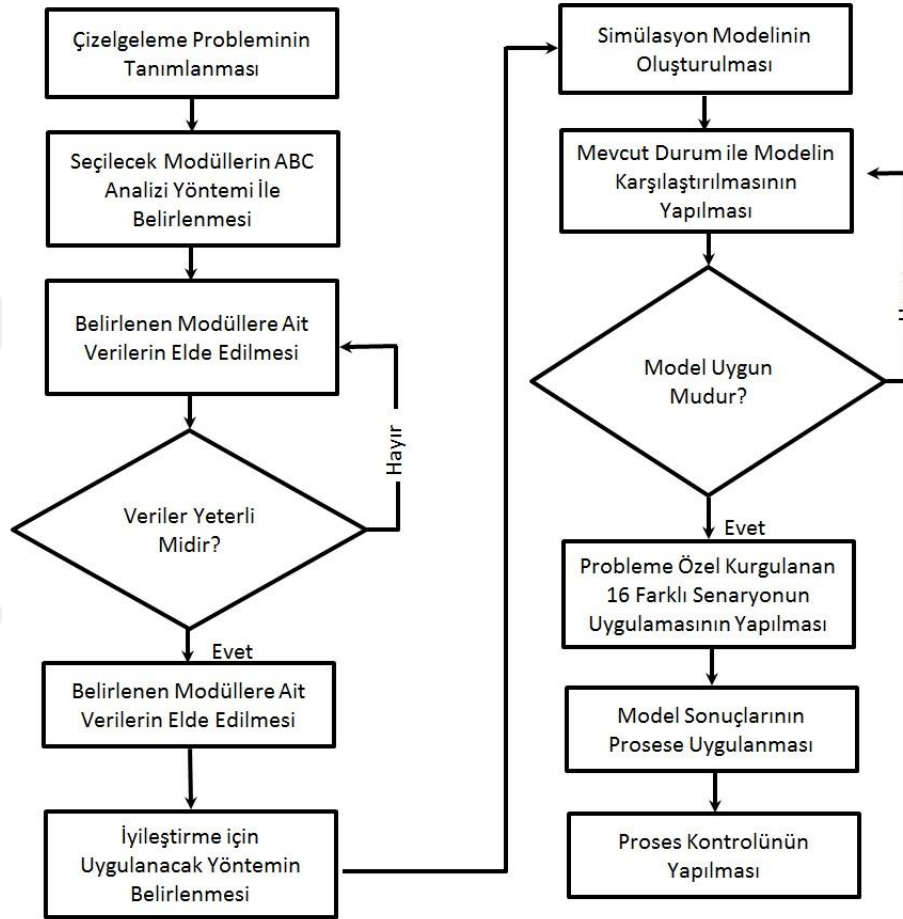 Çizelgeleme Probleminin
Tanımlanması
Seçilecek Modüllerin ABC
Analizi Yöntemi İle
Belirlenmesi
Belirlenen Modüllere Ait
Verilerin Elde Edilmesi
Hayır
Veriler Yeterli
Midir?
Evet
Belirlenen Modüllere Ait
Verilerin Elde Edilmesi
İyileştirme için
Uygulanacak Yöntemin
Belirlenmesi
Simülasyon Modelinin
Oluşturulması
Mevcut Durum ile Modelin
Karşılaştırılmasının
Yapılması
Model Uygun
Mudur?
Evet
Probleme Özel Kurgulanan
16 Farklı Senaryonun
Uygulamasının Yapılması
Model Sonuçlarının
Prosese Uygulanması
Proses Kontrolünün
Yapılması